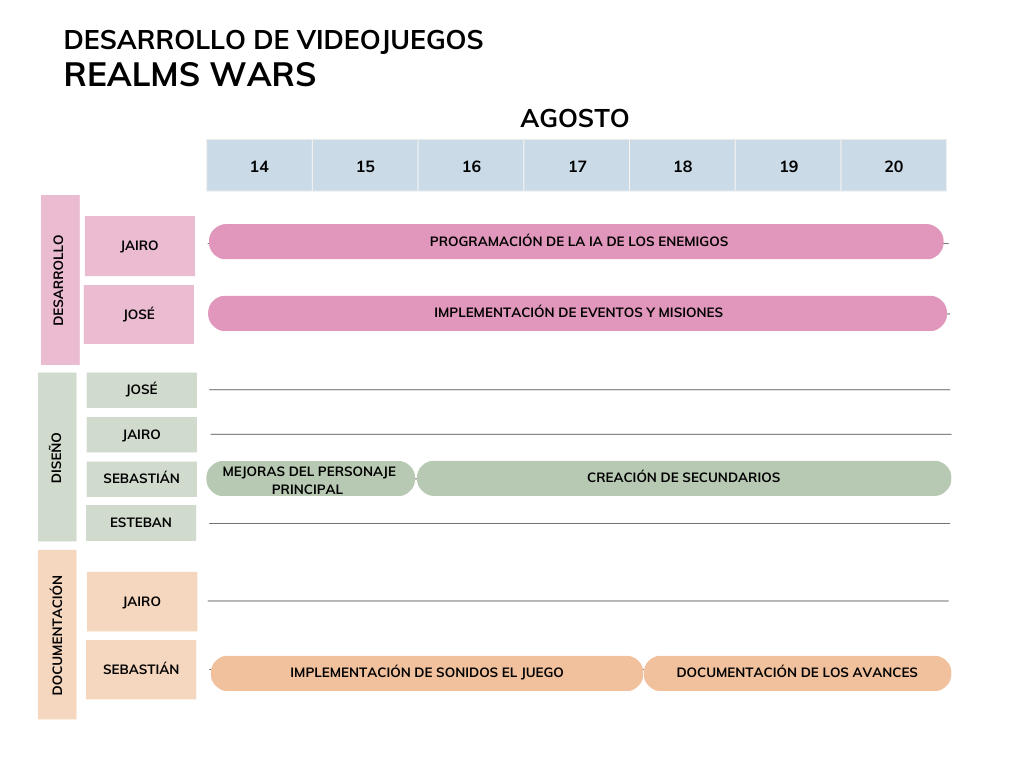 DESARROLLO DE VIDEOJUEGOS
REALMS WARS
AGOSTO
14 15 16 17 18 19 20
DESARROLLO
JAIRO
PROGRAMACIÓN DE LA IA DE LOS ENEMIGOS
JOSÉ
IMPLEMENTACIÓN DE EVENTOS Y MISIONES
DISEÑO
JOSÉ
JAIRO
SEBASTIÁN
MEJORAS DEL PERSONAJE
PRINCIPAL
CREACIÓN DE SECUNDARIOS
ESTEBAN
DOCUMENTACIÓN
JAIRO
SEBASTIÁN
IMPLEMENTACIÓN DE SONIDOS EL JUEGO
DOCUMENTACIÓN DE LOS AVANCES